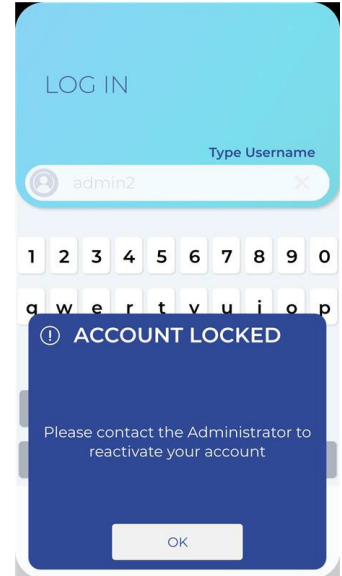 LOG IN
Type Username
admin2
1 2 3 4 5 6 7 8 9 0
q w e r t y u i o p
ACCOUNT LOCKED
Please contact the Administrator to
reactivate your account
OK